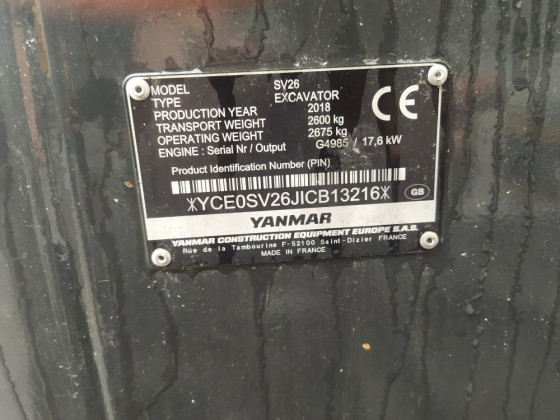 MODEL SV26
TYPE EXCAVATOR
PRODUCTION YEAR 2018
TRANSPORT WEIGHT 2600 kg
OPERATING WEIGHT 2675 kg
ENGINE : Serial Nr / Output G4985 / 17,6 kW
CE
Product Identification Number (PIN)
*YCE0SV26JICB13216*
GB
YANMAR
YANMAR CONSTRUCTION EQUIPMENT EUROPE S.A.S.
Rue de la Tambourine F-52100 Saint-Dizier FRANCE
MADE IN FRANCE